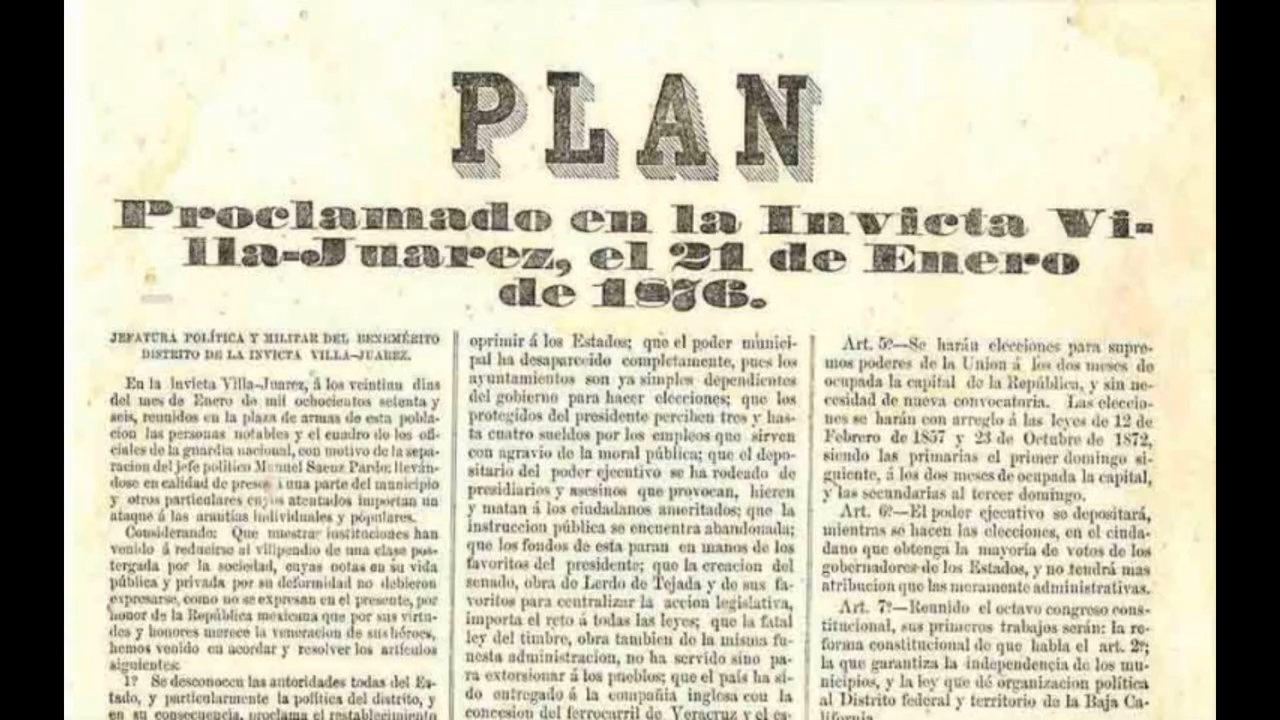 PLAN
Proclamado en la Invicta Vi-
lla-Juarez, el 21 de Enero
de 1876.
JEFATURA POLÍTICA Y MILITAR DEL BENEMÉRITO
DISTRITO DE LA INVICTA VILLA-JUAREZ.
En la Invicta Villa-Juarez, á los veintiun dias
del mes de Enero de mil ochocientos setenta y
seis, reunidos en la plaza de armas de esta pobla-
cion las personas notables y el cuadro de los ofi-
ciales de la guardia nacional, con motivo de la sepa-
racion del jefe político Manuel Saenz Pardo: lleván-
dose en calidad de presos á una parte del municipio
y otros particulares cuyos atentados importan un
ataque á las arantías individuales y populares.
Considerando: Que nuestras instituciones han
venido á reducirse al vilipendio de una clase pos-
tergada por la sociedad, cuyas notas en su vida
pública y privada por su deformidad no debieron
expresarse, como no se expresan en el presente, por
honor de la República mexicana que por sus virtu-
des y honores merece la veneracion de sus héroes,
hemos venido en acordar y resolver los artículos
siguientes:
1º Se desconocen las autoridades todas del Es-
tado, y particularmente la política del distrito, y
en su consecuencia, proclama el restablecimiento
oprimir á los Estados; que el poder munici-
pal ha desaparecido completamente, pues los
ayuntamientos son ya simples dependientes
del gobierno para hacer elecciones; que los
protegidos del presidente perciben tres y has-
ta cuatro sueldos por los empleos que sirven
con agravio de la moral pública; que el depo-
sitario del poder ejecutivo se ha rodeado de
presidiarios y asesinos que provocan, hieren
y matan á los ciudadanos ameritados; que la
instruccion pública se encuentra abandonada;
que los fondos de esta paran en manos de los
favoritos del presidente; que la creacion del
senado, obra de Lerdo de Tejada y de sus fa-
voritos para centralizar la accion legislativa,
importa el reto á todas las leyes; que la fatal
ley del timbre, obra tambien de la misma fu-
nesta administracion, no ha servido sino pa-
ra extorsionar á los pueblos; que el pais ha si-
do entregado á la compañia inglesa con la
concesion del ferrocarril de Veracruz y el es-
Art. 5º—Se harán elecciones para supre-
mos poderes de la Union á los dos meses de
ocupada la capital de la República, y sin ne-
cesidad de nueva convocatoria. Las eleccio-
nes se harán con arreglo á las leyes de 12 de
Febrero de 1857 y 23 de Octubre de 1872,
siendo las primarias el primer domingo si-
guiente, á los dos meses de ocupada la capital,
y las secundarias al tercer domingo.
Art. 6º—El poder ejecutivo se depositará,
mientras se hacen las elecciones, en el ciuda-
dano que obtenga la mayoría de votos de los
gobernadores de los Estados, y no tendrá mas
atribucion que las meramente administrativas.
Art. 7º—Reunido el octavo congreso cons-
titucional, sus primeros trabajos serán: la re-
forma constitucional de que habla el art. 2º;
la que garantiza la independencia de los mu-
nicipios, y la ley que dé organizacion política
al Distrito federal y territorio de la Baja Ca-
lifornia.